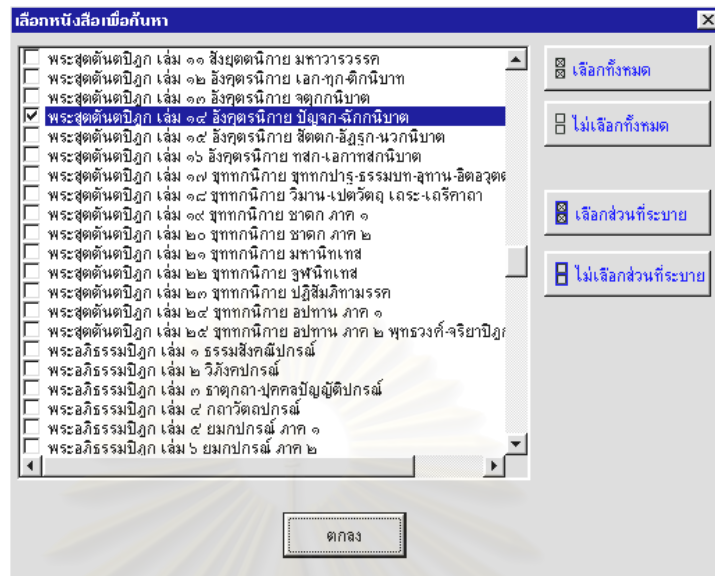 เลือกหนังสือเพื่อค้นหา
พระสุตตันตปิฎก เล่ม ๑๑ สังยุตตนิกาย มหาวารวรรค
พระสุตตันตปิฎก เล่ม ๑๒ อังคุตรนิกาย เอก-ทุก-ติกนิบาท
พระสุตตันตปิฎก เล่ม ๑๓ อังคุตรนิกาย จตุกกนิบาต
พระสุตตันตปิฎก เล่ม ๑๔ อังคุตรนิกาย ปัญจก-ฉักกนิบาต
พระสุตตันตปิฎก เล่ม ๑๕ อังคุตรนิกาย สัตตก-อัฏฐก-นวกนิบาต
พระสุตตันตปิฎก เล่ม ๑๖ อังคุตรนิกาย ทสก-เอกาทสกนิบาต
พระสุตตันตปิฎก เล่ม ๑๗ ขุททกนิกาย ขุททกปาฐ-ธรรมบท-อุทาน-อิตอวุตต
พระสุตตันตปิฎก เล่ม ๑๘ ขุททกนิกาย วิมาน-เปตวัตถุ เถระ-เถรีคาถา
พระสุตตันตปิฎก เล่ม ๑๙ ขุททกนิกาย ชาดก ภาค ๑
พระสุตตันตปิฎก เล่ม ๒๐ ขุททกนิกาย ชาดก ภาค ๒
พระสุตตันตปิฎก เล่ม ๒๑ ขุททกนิกาย มหานิทเทส
พระสุตตันตปิฎก เล่ม ๒๒ ขุททกนิกาย จูฬนิทเทส
พระสุตตันตปิฎก เล่ม ๒๓ ขุททกนิกาย ปฏิสัมภิทามรรค
พระสุตตันตปิฎก เล่ม ๒๔ ขุททกนิกาย อปทาน ภาค ๑
พระสุตตันตปิฎก เล่ม ๒๕ ขุททกนิกาย อปทาน ภาค ๒ พุทธวงศ์-จริยาปิฎก
พระอภิธรรมปิฎก เล่ม ๑ ธรรมสังคณีปกรณ์
พระอภิธรรมปิฎก เล่ม ๒ วิภังคปกรณ์
พระอภิธรรมปิฎก เล่ม ๓ ธาตุกถา-ปุคคลปัญญัติปกรณ์
พระอภิธรรมปิฎก เล่ม ๔ กถาวัตถุปกรณ์
พระอภิธรรมปิฎก เล่ม ๕ ยมกปกรณ์ ภาค ๑
พระอภิธรรมปิฎก เล่ม ๖ ยมกปกรณ์ ภาค ๒
เลือกทั้งหมด
ไม่เลือกทั้งหมด
เลือกส่วนที่ระบาย
ไม่เลือกส่วนที่ระบาย
ตกลง